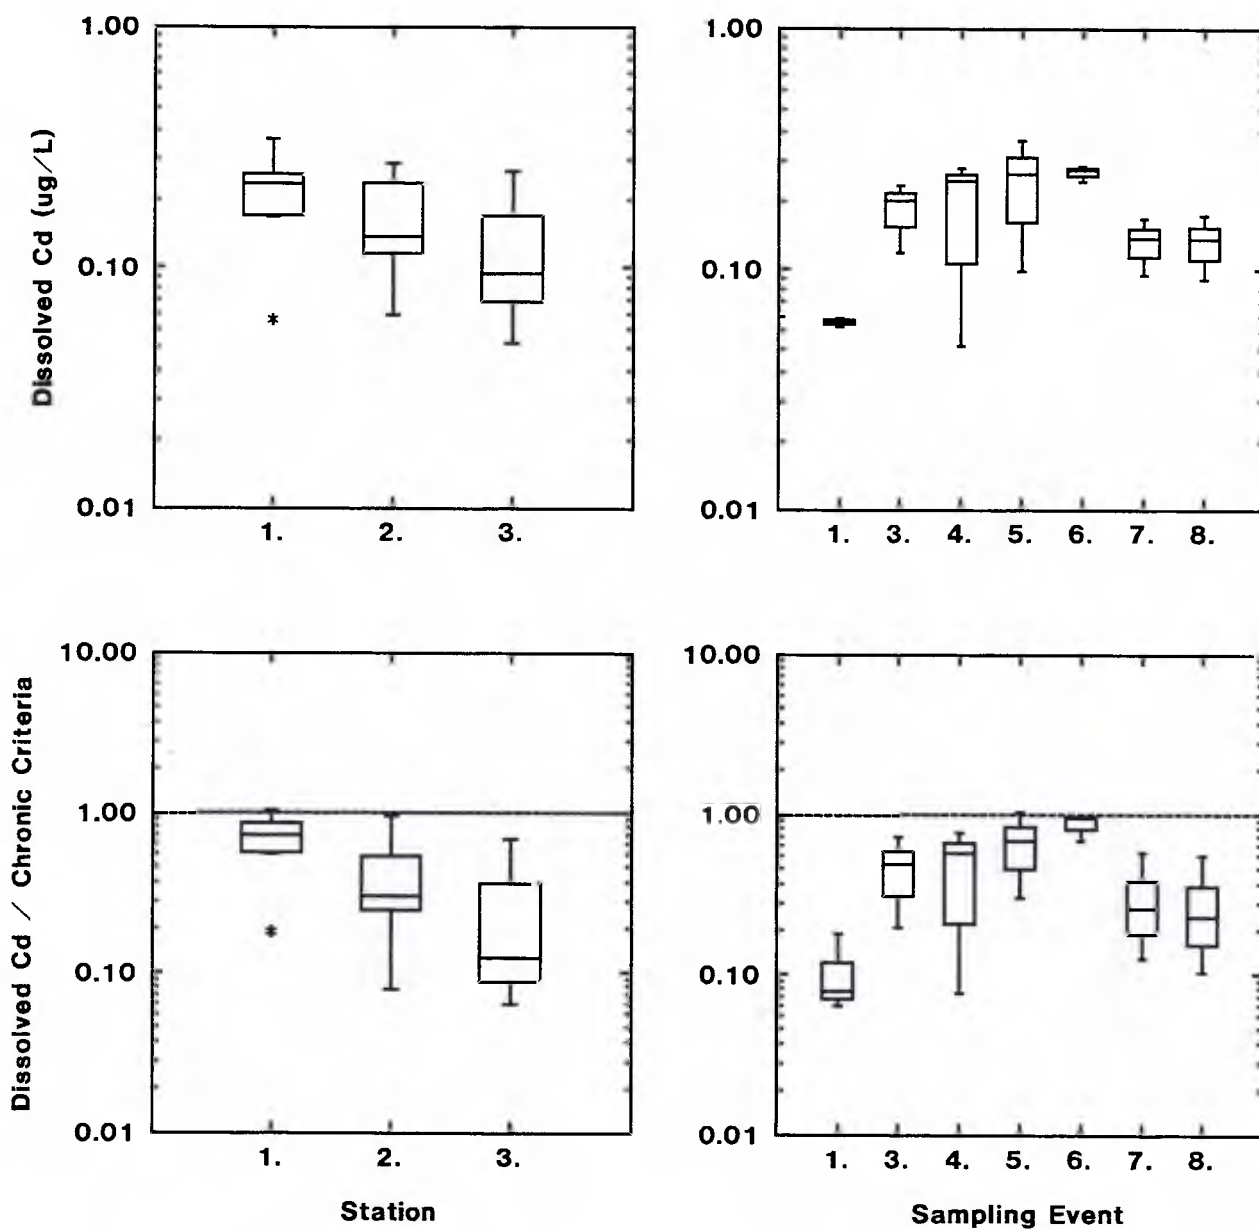 Dissolved Cd (ug/L)
1.00
0.10
0.01
*
1. 2. 3.
1.00
0.10
0.01
1. 3. 4. 5. 6. 7. 8.
Dissolved Cd / Chronic Criteria
10.00
1.00
0.10
0.01
*
1. 2. 3.
Station
10.00
1.00
0.10
0.01
1. 3. 4. 5. 6. 7. 8.
Sampling Event